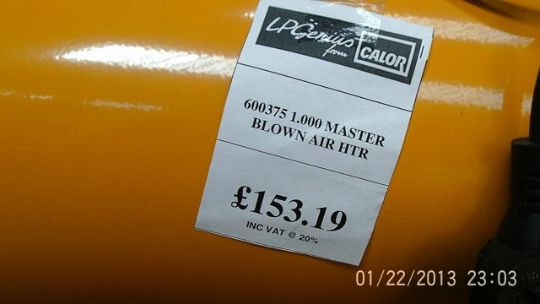 LPGenius
from CALOR
600375 1.000 MASTER
BLOWN AIR HTR
£153.19
INC VAT @ 20%
01/22/2013 23:03